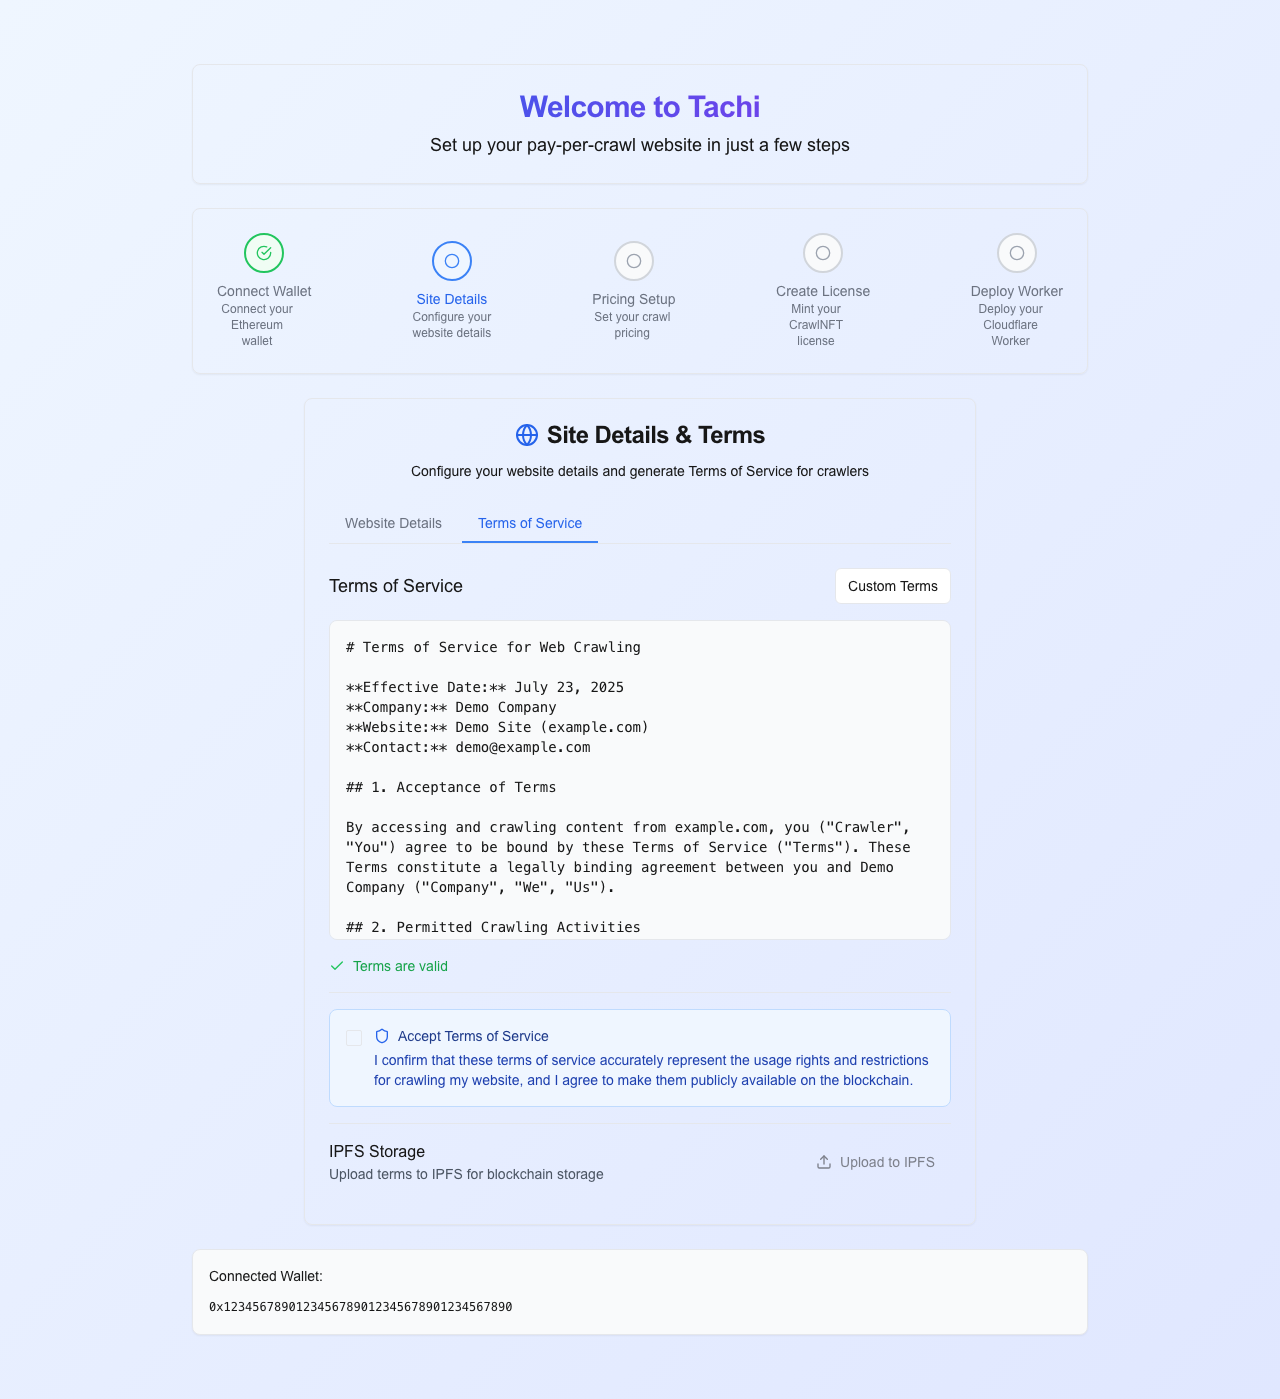 Welcome to Tachi
Set up your pay-per-crawl website in just a few steps
Connect Wallet
Connect your
Ethereum
wallet
Site Details
Configure your
website details
Pricing Setup
Set your crawl
pricing
Create License
Mint your
CrawlNFT
license
Deploy Worker
Deploy your
Cloudflare
Worker
Site Details & Terms
Configure your website details and generate Terms of Service for crawlers
Website Details
Terms of Service
Terms of Service
Custom Terms
# Terms of Service for Web Crawling
**Effective Date:** July 23, 2025
**Company:** Demo Company
**Website:** Demo Site (example.com)
**Contact:** demo@example.com
## 1. Acceptance of Terms
By accessing and crawling content from example.com, you ("Crawler",
"You") agree to be bound by these Terms of Service ("Terms"). These
Terms constitute a legally binding agreement between you and Demo
Company ("Company", "We", "Us").
## 2. Permitted Crawling Activities
Terms are valid
Accept Terms of Service
I confirm that these terms of service accurately represent the usage rights and restrictions
for crawling my website, and I agree to make them publicly available on the blockchain.
IPFS Storage
Upload terms to IPFS for blockchain storage
Upload to IPFS
Connected Wallet:
0x1234567890123456789012345678901234567890